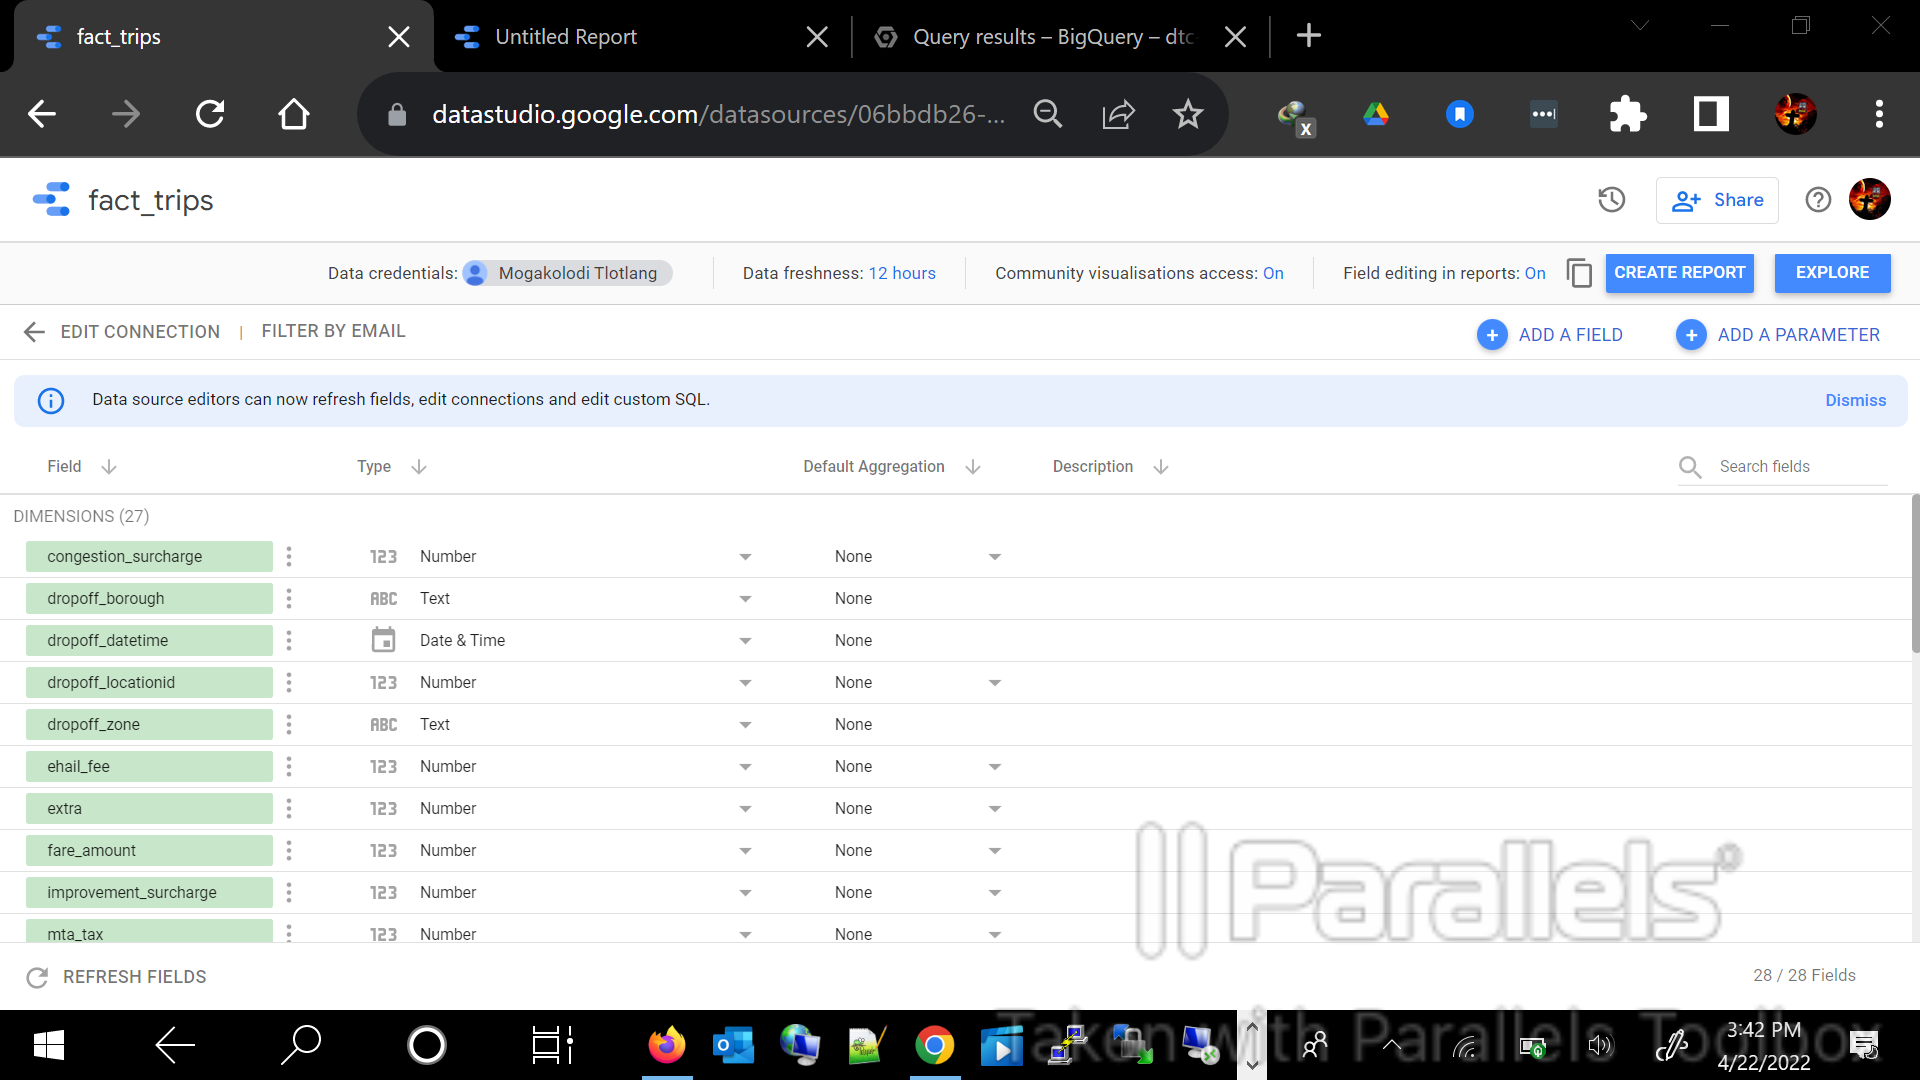 fact_trips
Untitled Report
Query results – BigQuery – dtc-
datastudio.google.com/datasources/06bbdb26-...
x
fact_trips
Share
Data credentials: Mogakolodi Tlotlang
Data freshness: 12 hours
Community visualisations access: On
Field editing in reports: On
CREATE REPORT
EXPLORE
EDIT CONNECTION | FILTER BY EMAIL
ADD A FIELD
ADD A PARAMETER
Data source editors can now refresh fields, edit connections and edit custom SQL.
Dismiss
Field Type Default Aggregation Description Search fields
DIMENSIONS (27)
congestion_surcharge 123 Number None
dropoff_borough ABC Text None
dropoff_datetime Date & Time None
dropoff_locationid 123 Number None
dropoff_zone ABC Text None
ehail_fee 123 Number None
extra 123 Number None
fare_amount 123 Number None
improvement_surcharge 123 Number None
mta_tax 123 Number None
Parallels®
REFRESH FIELDS
28 / 28 Fields
Taken with Parallels Toolbox
3:42 PM
4/22/2022